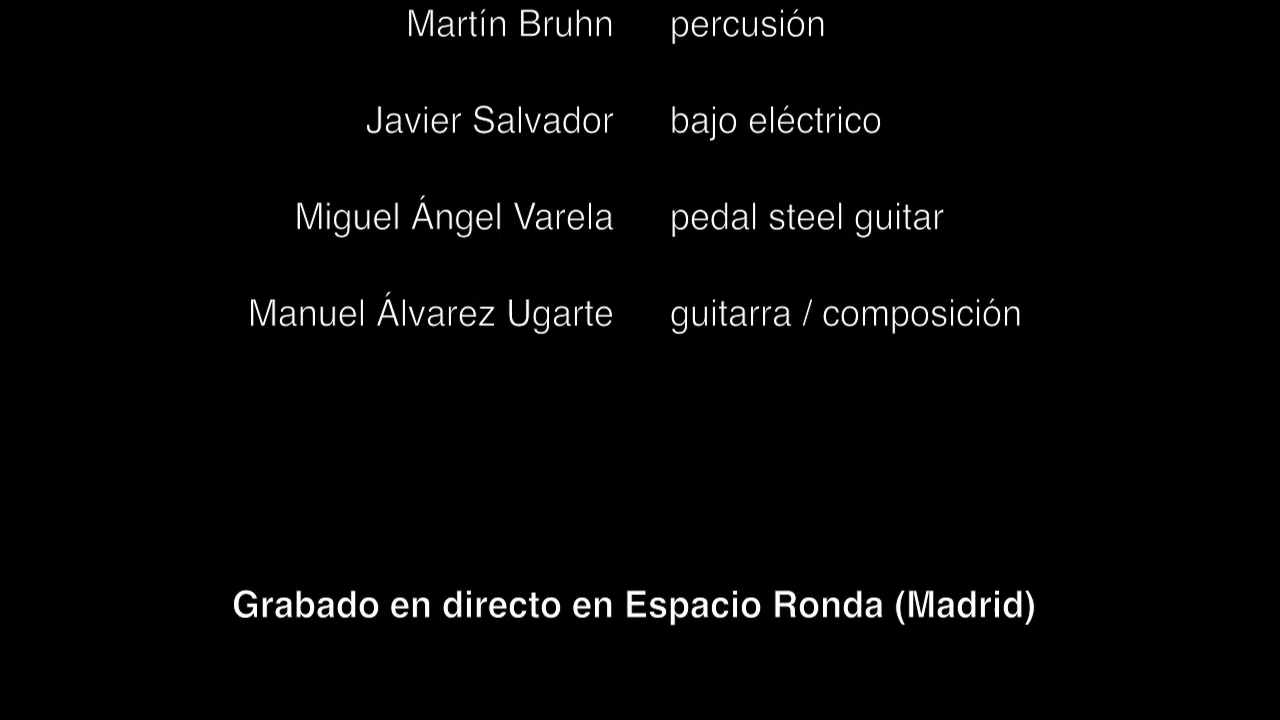 Martín Bruhn percusión
Javier Salvador bajo eléctrico
Miguel Ángel Varela pedal steel guitar
Manuel Álvarez Ugarte guitarra / composición
Grabado en directo en Espacio Ronda (Madrid)